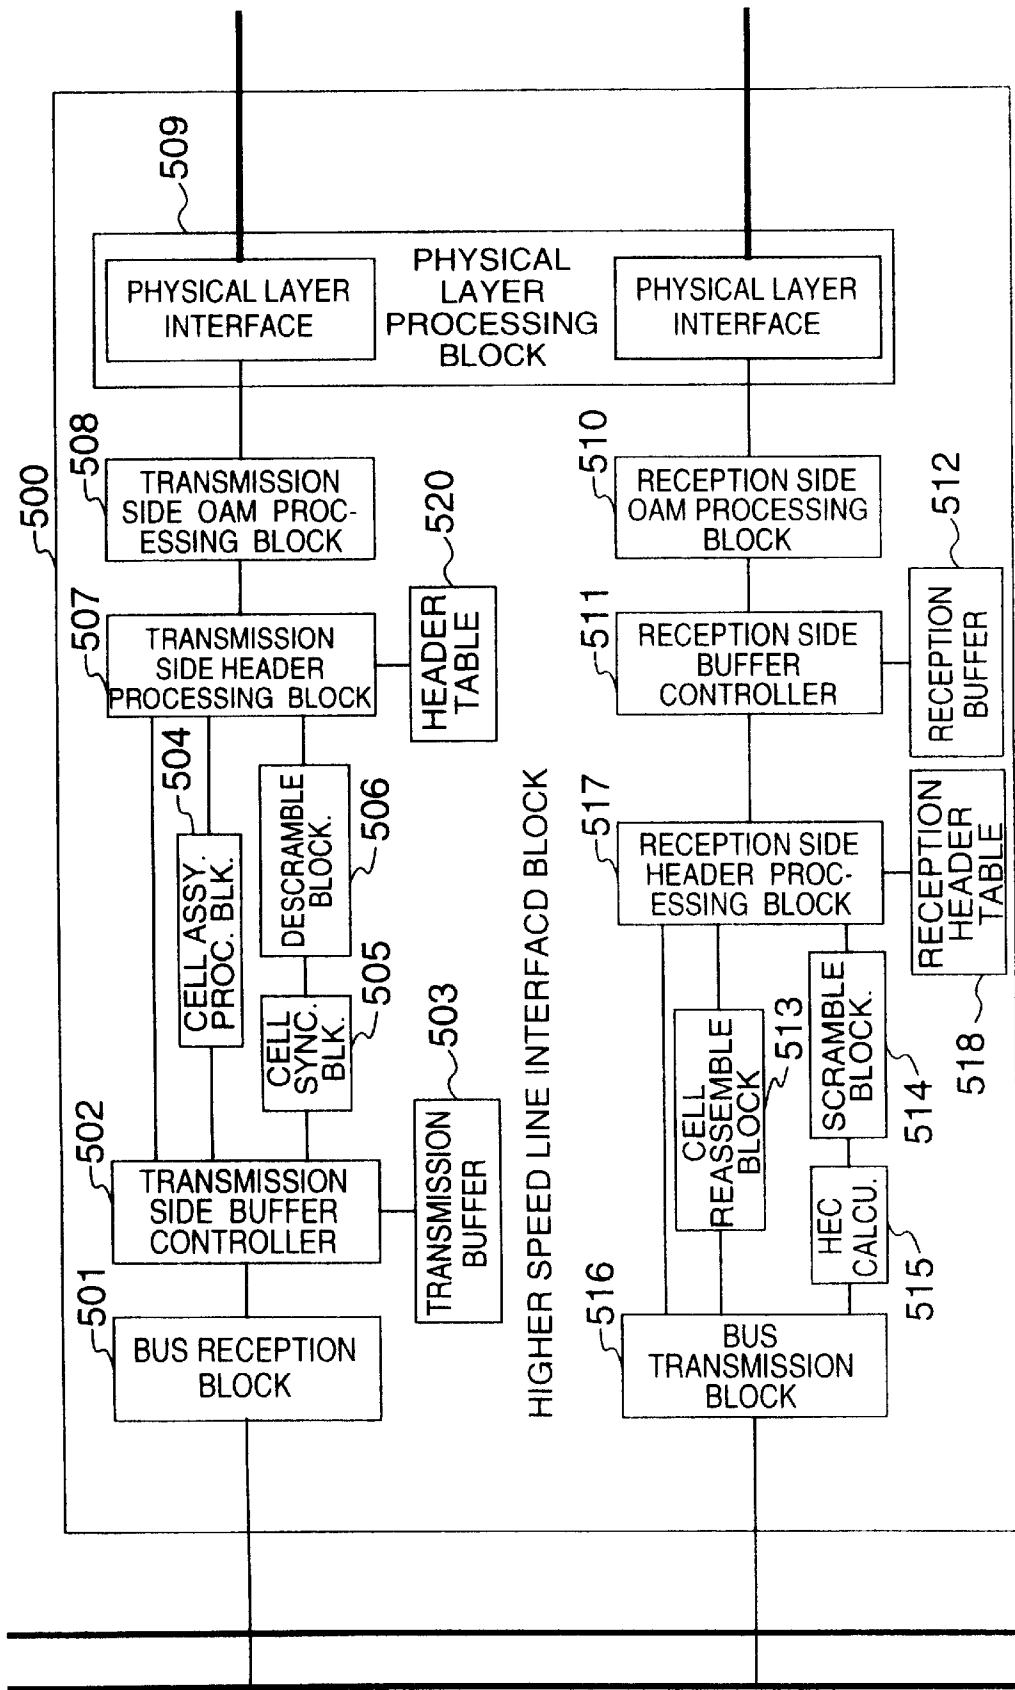 500
501
BUS RECEPTION
BLOCK
502
TRANSMISSION
SIDE BUFFER
CONTROLLER
503
TRANSMISSION
BUFFER
504
CELL ASSY.
PROC. BLK.
505
CELL
SYNC.
BLK.
506
DESCRAMBLE
BLOCK.
507
TRANSMISSION
SIDE HEADER
PROCESSING BLOCK
520
HEADER
TABLE
508
TRANSMISSION
SIDE OAM PROC-
ESSING BLOCK
509
PHYSICAL LAYER
INTERFACE
PHYSICAL
LAYER
PROCESSING
BLOCK
PHYSICAL LAYER
INTERFACE
HIGHER SPEED LINE INTERFACD BLOCK
516
BUS
TRANSMISSION
BLOCK
515
HEC
CALCU.
513
CELL
REASSEMBLE
BLOCK
514
SCRAMBLE
BLOCK.
517
RECEPTION SIDE
HEADER PROC-
ESSING BLOCK
518
RECEPTION
HEADER
TABLE
511
RECEPTION SIDE
BUFFER
CONTROLLER
512
RECEPTION
BUFFER
510
RECEPTION SIDE
OAM PROCESSING
BLOCK